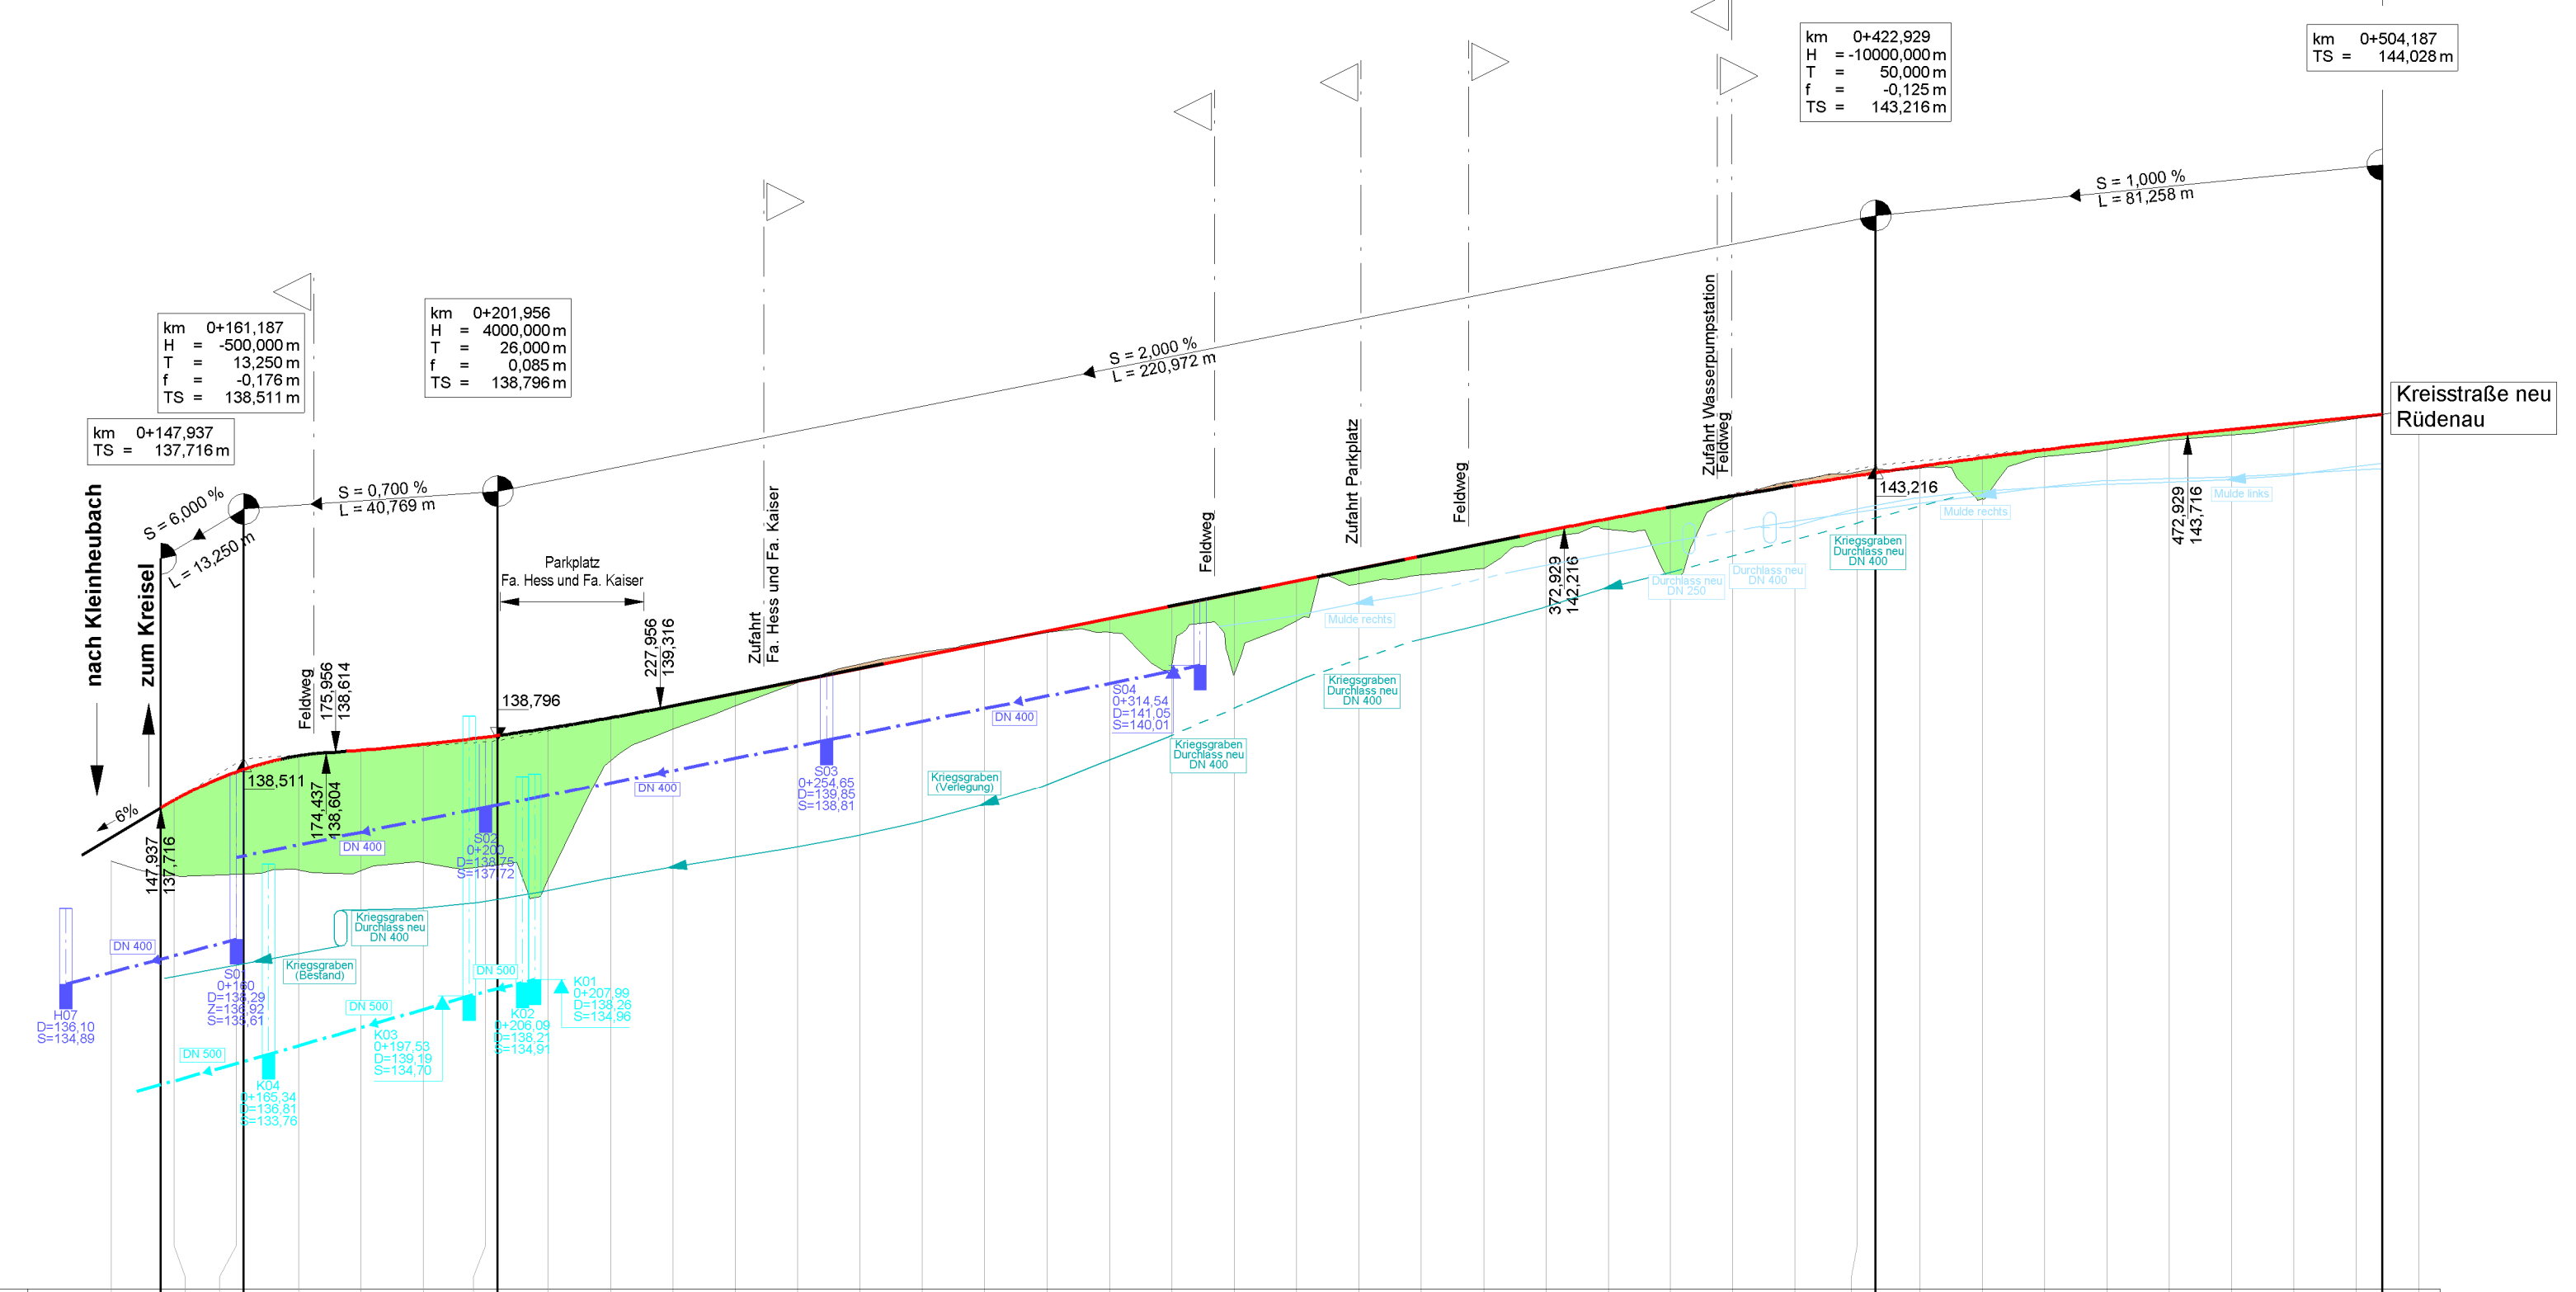 km 0+422,929
H = -10000,000 m
T = 50,000 m
f = -0,125 m
TS = 143,216 m
km 0+504,187
TS = 144,028 m
S = 1,000 %
L = 81,258 m
km 0+161,187
H = -500,000 m
T = 13,250 m
f = -0,176 m
TS = 138,511 m
km 0+201,956
H = 4000,000 m
T = 26,000 m
f = 0,085 m
TS = 138,796 m
S = 2,000 %
L = 220,972 m
km 0+147,937
TS = 137,716 m
Kreisstraße neu
Rüdenau
S = 6,000 %
L = 13,250 m
S = 0,700 %
L = 40,769 m
nach Kleinheubach
zum Kreisel
6%
Feldweg
175,956
138,614
174,437
138,604
147,937
137,716
138,511
138,796
Parkplatz
Fa. Hess und Fa. Kaiser
227,956
139,316
Zufahrt
Fa. Hess und Fa. Kaiser
Feldweg
Zufahrt Parkplatz
Feldweg
Zufahrt Wasserpumpstation
Feldweg
372,929
142,216
143,216
472,929
143,716
Mulde links
Mulde rechts
Kriegsgraben
Durchlass neu
DN 400
Durchlass neu
DN 250
Durchlass neu
DN 400
Mulde rechts
Kriegsgraben
Durchlass neu
DN 400
Kriegsgraben
Durchlass neu
DN 400
Kriegsgraben
(Verlegung)
S04
0+314,54
D=141,05
S=140,01
DN 400
S03
0+254,65
D=139,85
S=138,81
DN 400
S02
0+200
D=138,75
S=137,72
DN 400
Kriegsgraben
Durchlass neu
DN 400
Kriegsgraben
(Bestand)
DN 400
S01
0+160
D=138,29
Z=136,92
S=135,61
H07
D=136,10
S=134,89
DN 500
K01
0+207,99
D=138,26
S=134,96
K02
0+206,09
D=138,21
S=134,91
DN 500
K03
0+197,53
D=139,19
S=134,70
DN 500
K04
0+165,34
D=136,81
S=133,76